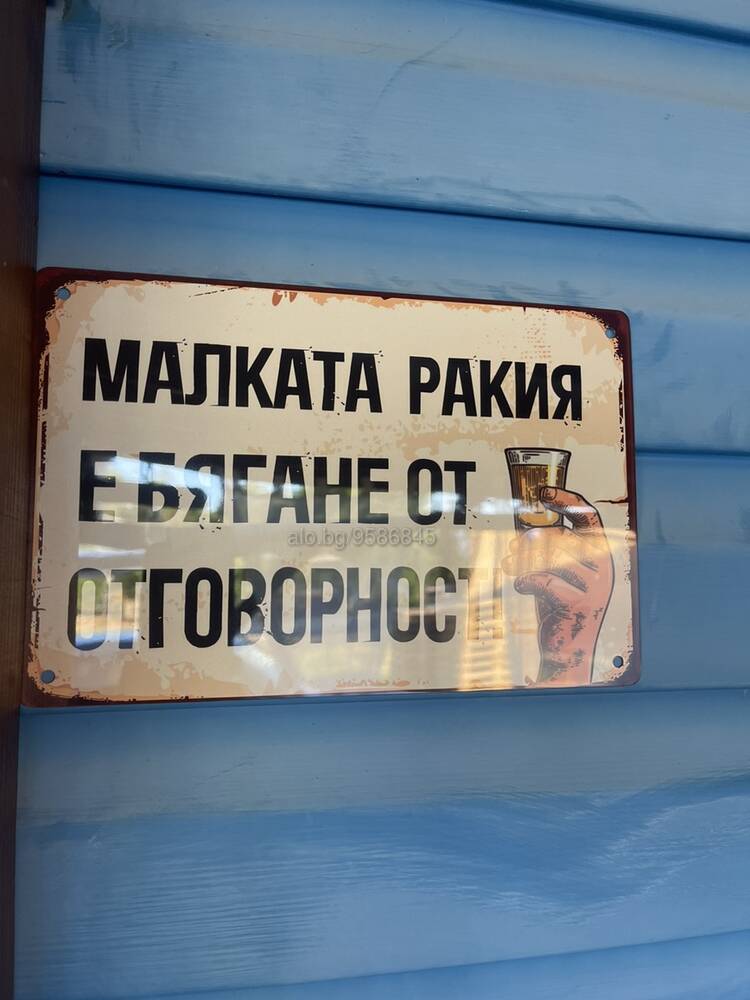 МАЛКАТА РАКИЯ
Е БЯГАНЕ ОТ
alo.bg/9586845
ОТГОВОРНОСТ